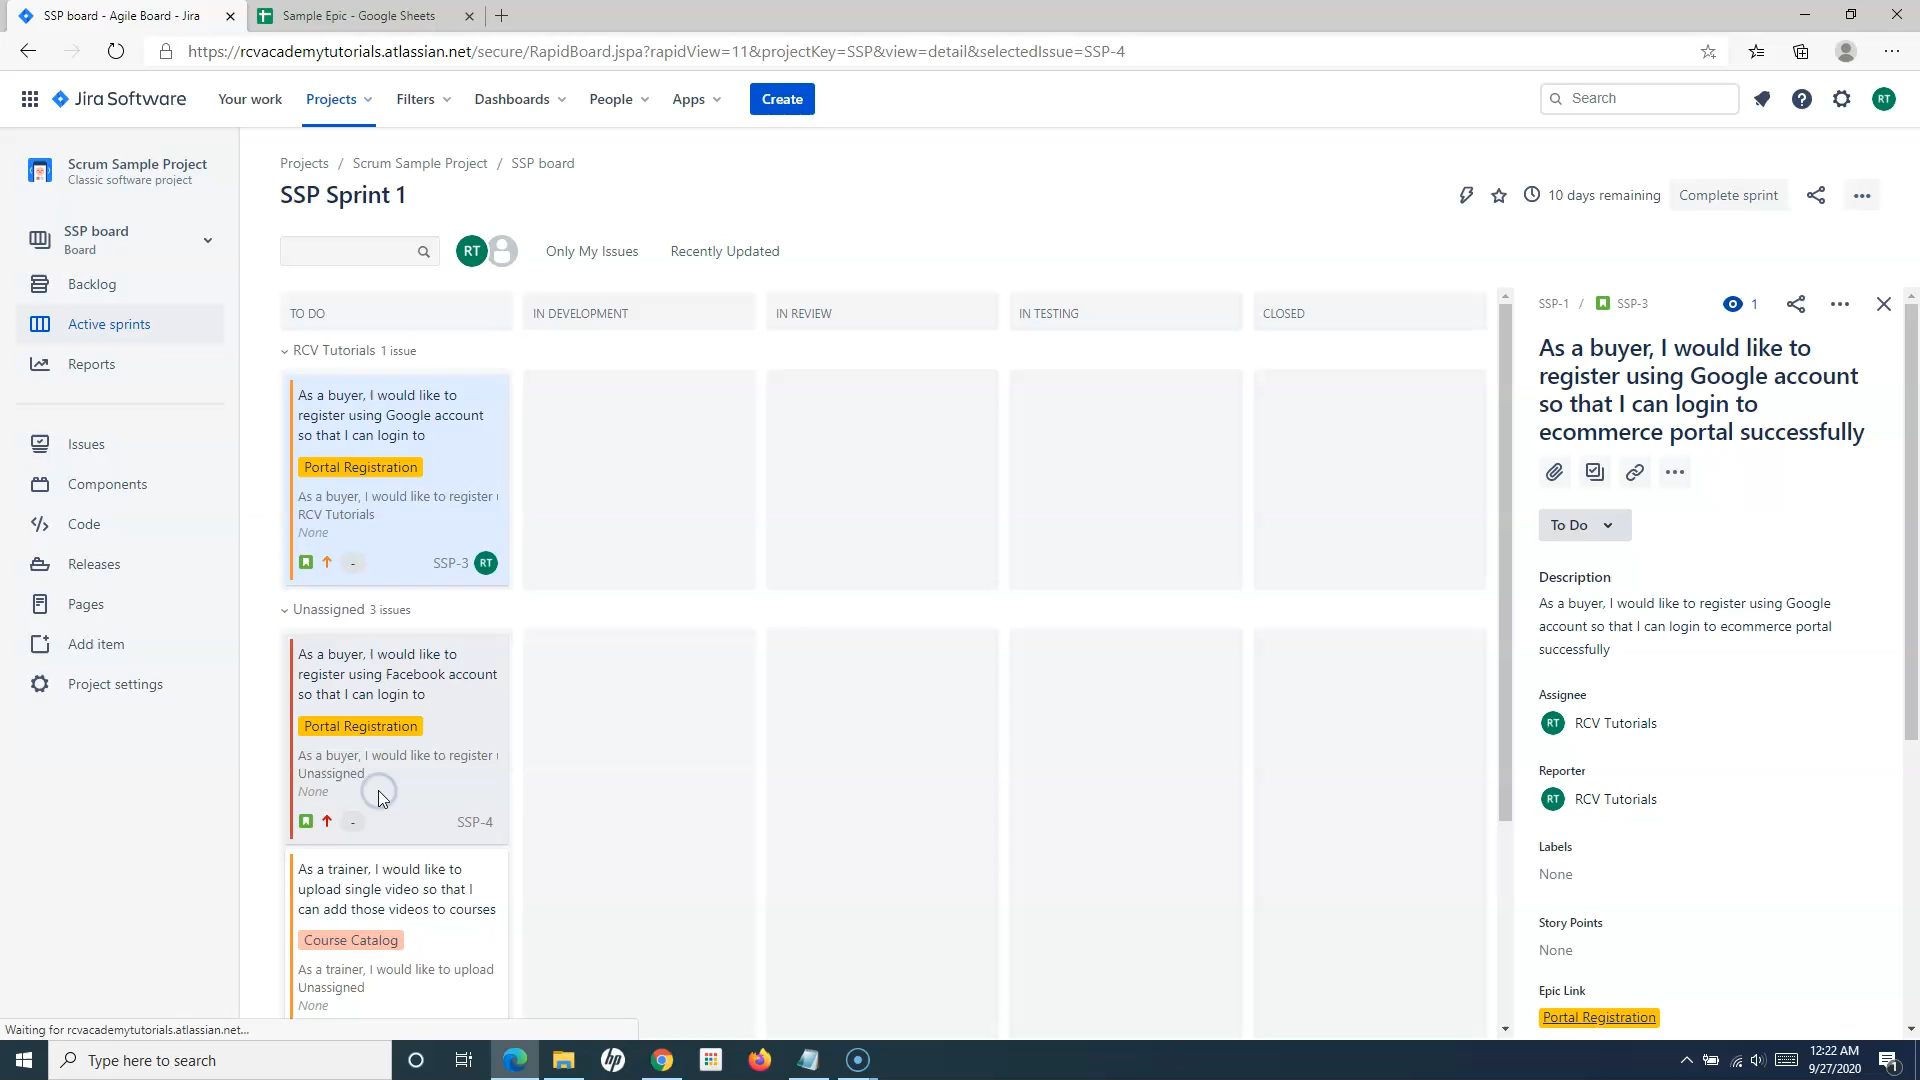 SSP board - Agile Board - Jira
Sample Epic - Google Sheets
https://rcvacademytutorials.atlassian.net/secure/RapidBoard.jspa?rapidView=11&projectKey=SSP&view=detail&selectedIssue=SSP-4
Jira Software
Your work
Projects
Filters
Dashboards
People
Apps
Create
Search
RT
Scrum Sample Project
Classic software project
SSP board
Board
Backlog
Active sprints
Reports
Issues
Components
Code
Releases
Pages
Add item
Project settings
Projects / Scrum Sample Project / SSP board
SSP Sprint 1
10 days remaining
Complete sprint
RT
Only My Issues
Recently Updated
TO DO
IN DEVELOPMENT
IN REVIEW
IN TESTING
CLOSED
RCV Tutorials 1 issue
As a buyer, I would like to
register using Google account
so that I can login to
Portal Registration
As a buyer, I would like to register
RCV Tutorials
None
-
SSP-3
RT
Unassigned 3 issues
As a buyer, I would like to
register using Facebook account
so that I can login to
Portal Registration
As a buyer, I would like to register
Unassigned
None
-
SSP-4
As a trainer, I would like to
upload single video so that I
can add those videos to courses
Course Catalog
As a trainer, I would like to upload
Unassigned
None
SSP-1 / SSP-3
1
As a buyer, I would like to
register using Google account
so that I can login to
ecommerce portal successfully
To Do
Description
As a buyer, I would like to register using Google
account so that I can login to ecommerce portal
successfully
Assignee
RT RCV Tutorials
Reporter
RT RCV Tutorials
Labels
None
Story Points
None
Epic Link
Portal Registration
Waiting for rcvacademytutorials.atlassian.net...
Type here to search
hp
12:22 AM
9/27/2020
1